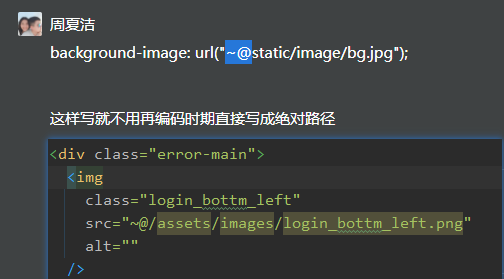 周夏洁
background-image: url("~@static/image/bg.jpg");
这样写就不用再编码时期直接写成绝对路径
<div class="error-main">
<img
class="login_bottm_left"
src="~@/assets/images/login_bottm_left.png"
alt=""
/>